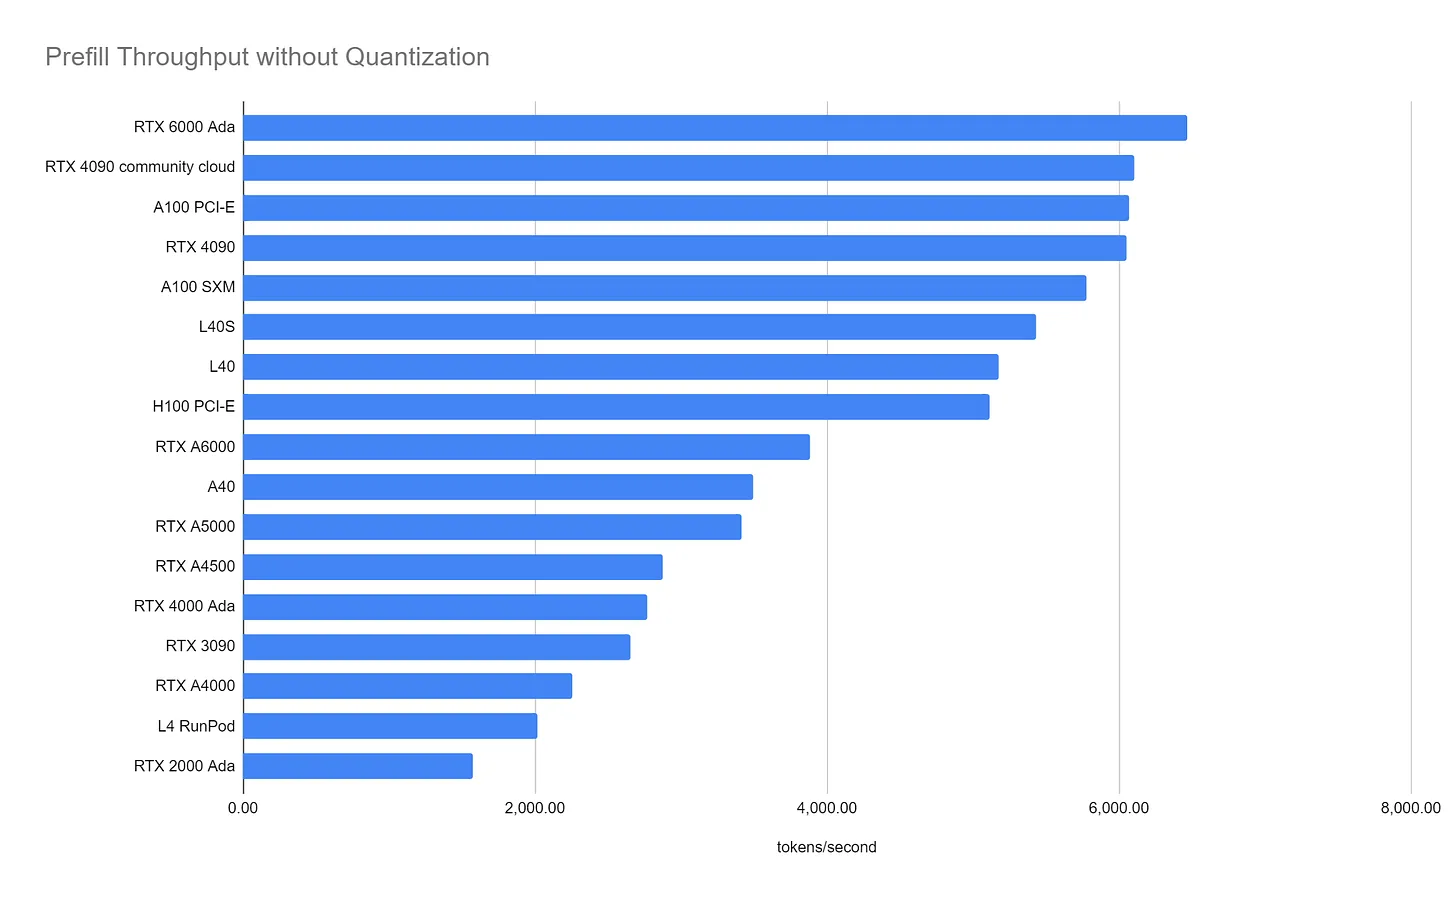 Prefill Throughput without Quantization
RTX 6000 Ada
RTX 4090 community cloud
A100 PCI-E
RTX 4090
A100 SXM
L40S
L40
H100 PCI-E
RTX A6000
A40
RTX A5000
RTX A4500
RTX 4000 Ada
RTX 3090
RTX A4000
L4 RunPod
RTX 2000 Ada
0.00 2,000.00 4,000.00 6,000.00 8,000.00
tokens/second